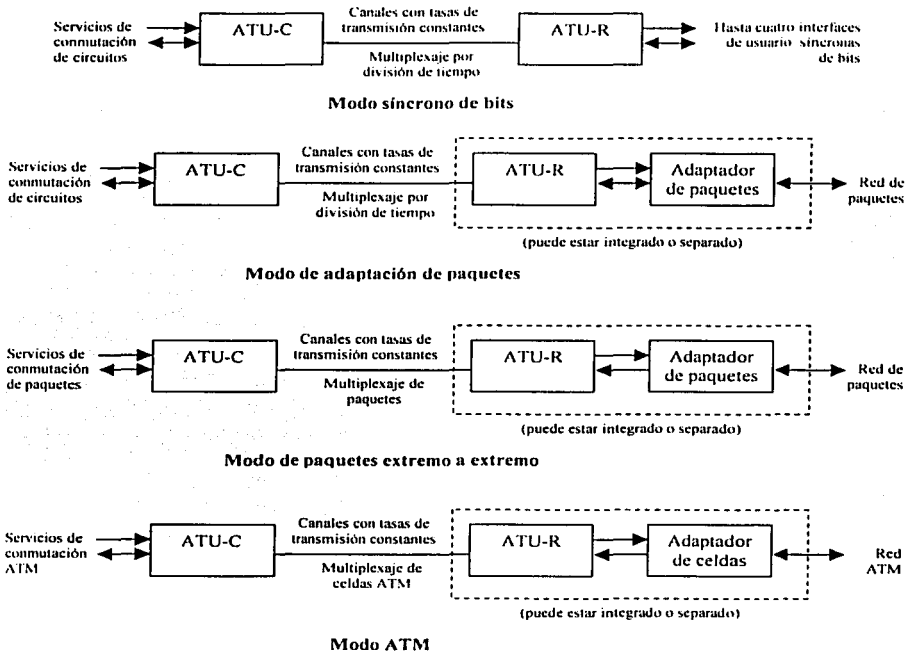 Servicios de
conmutación
de circuitos
ATU-C
Canales con tasas de
transmisión constantes
Multiplexaje por
división de tiempo
ATU-R
Hasta cuatro interfaces
de usuario síncronas
de bits
Modo síncrono de bits
Servicios de
conmutación
de circuitos
ATU-C
Canales con tasas de
transmisión constantes
Multiplexaje por
división de tiempo
ATU-R
Adaptador
de paquetes
Red de
paquetes
(puede estar integrado o separado)
Modo de adaptación de paquetes
Servicios de
conmutación de
paquetes
ATU-C
Canales con tasas de
transmisión constantes
Multiplexaje de
paquetes
ATU-R
Adaptador
de paquetes
Red de
paquetes
(puede estar integrado o separado)
Modo de paquetes extremo a extremo
Servicios de
conmutación
ATM
ATU-C
Canales con tasas de
transmisión constantes
Multiplexaje de
celdas ATM
ATU-R
Adaptador
de celdas
Red
ATM
(puede estar integrado o separado)
Modo ATM